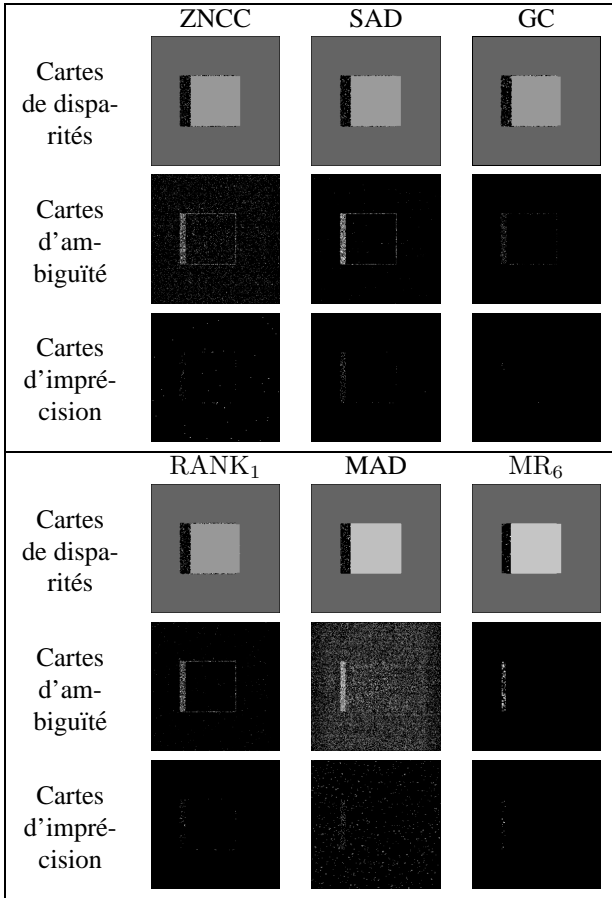 ZNCC SAD GC
Cartes
de dispa-
rités
Cartes
d'am-
biguïté
Cartes
d'impré-
cision
RANK₁ MAD MR₆
Cartes
de dispa-
rités
Cartes
d'am-
biguïté
Cartes
d'impré-
cision